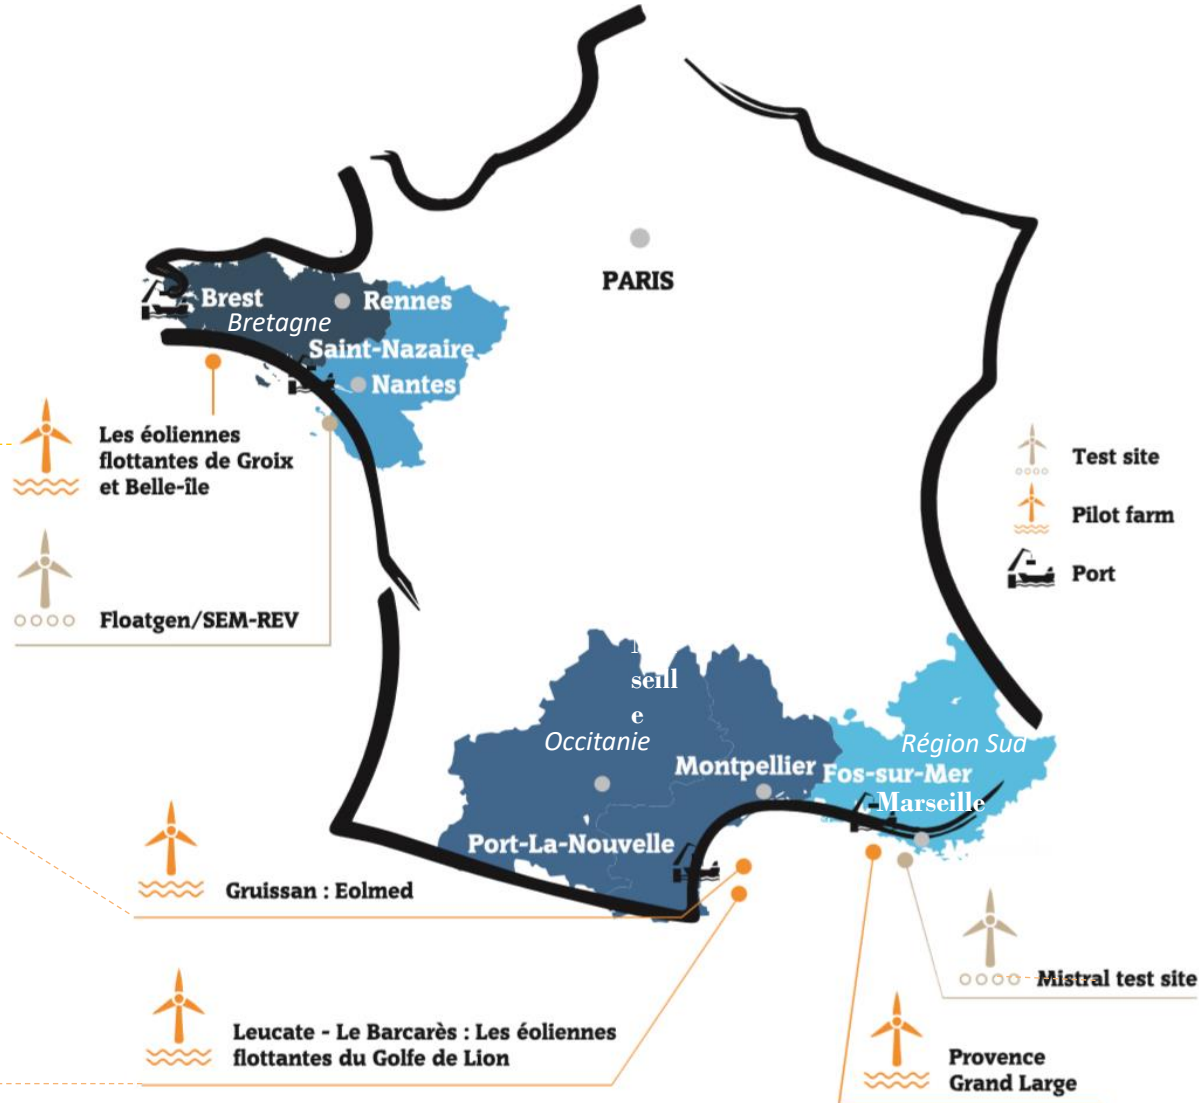 PARIS
Brest
Rennes
Bretagne
Saint-Nazaire
Nantes
Les éoliennes
flottantes de Groix
et Belle-île
Floatgen/SEM-REV
Test site
Pilot farm
Port
seill
e
Occitanie
Région Sud
Montpellier
Fos-sur-Mer
Marseille
Port-La-Nouvelle
Gruissan : Eolmed
Mistral test site
Leucate - Le Barcarès : Les éoliennes
flottantes du Golfe de Lion
Provence
Grand Large